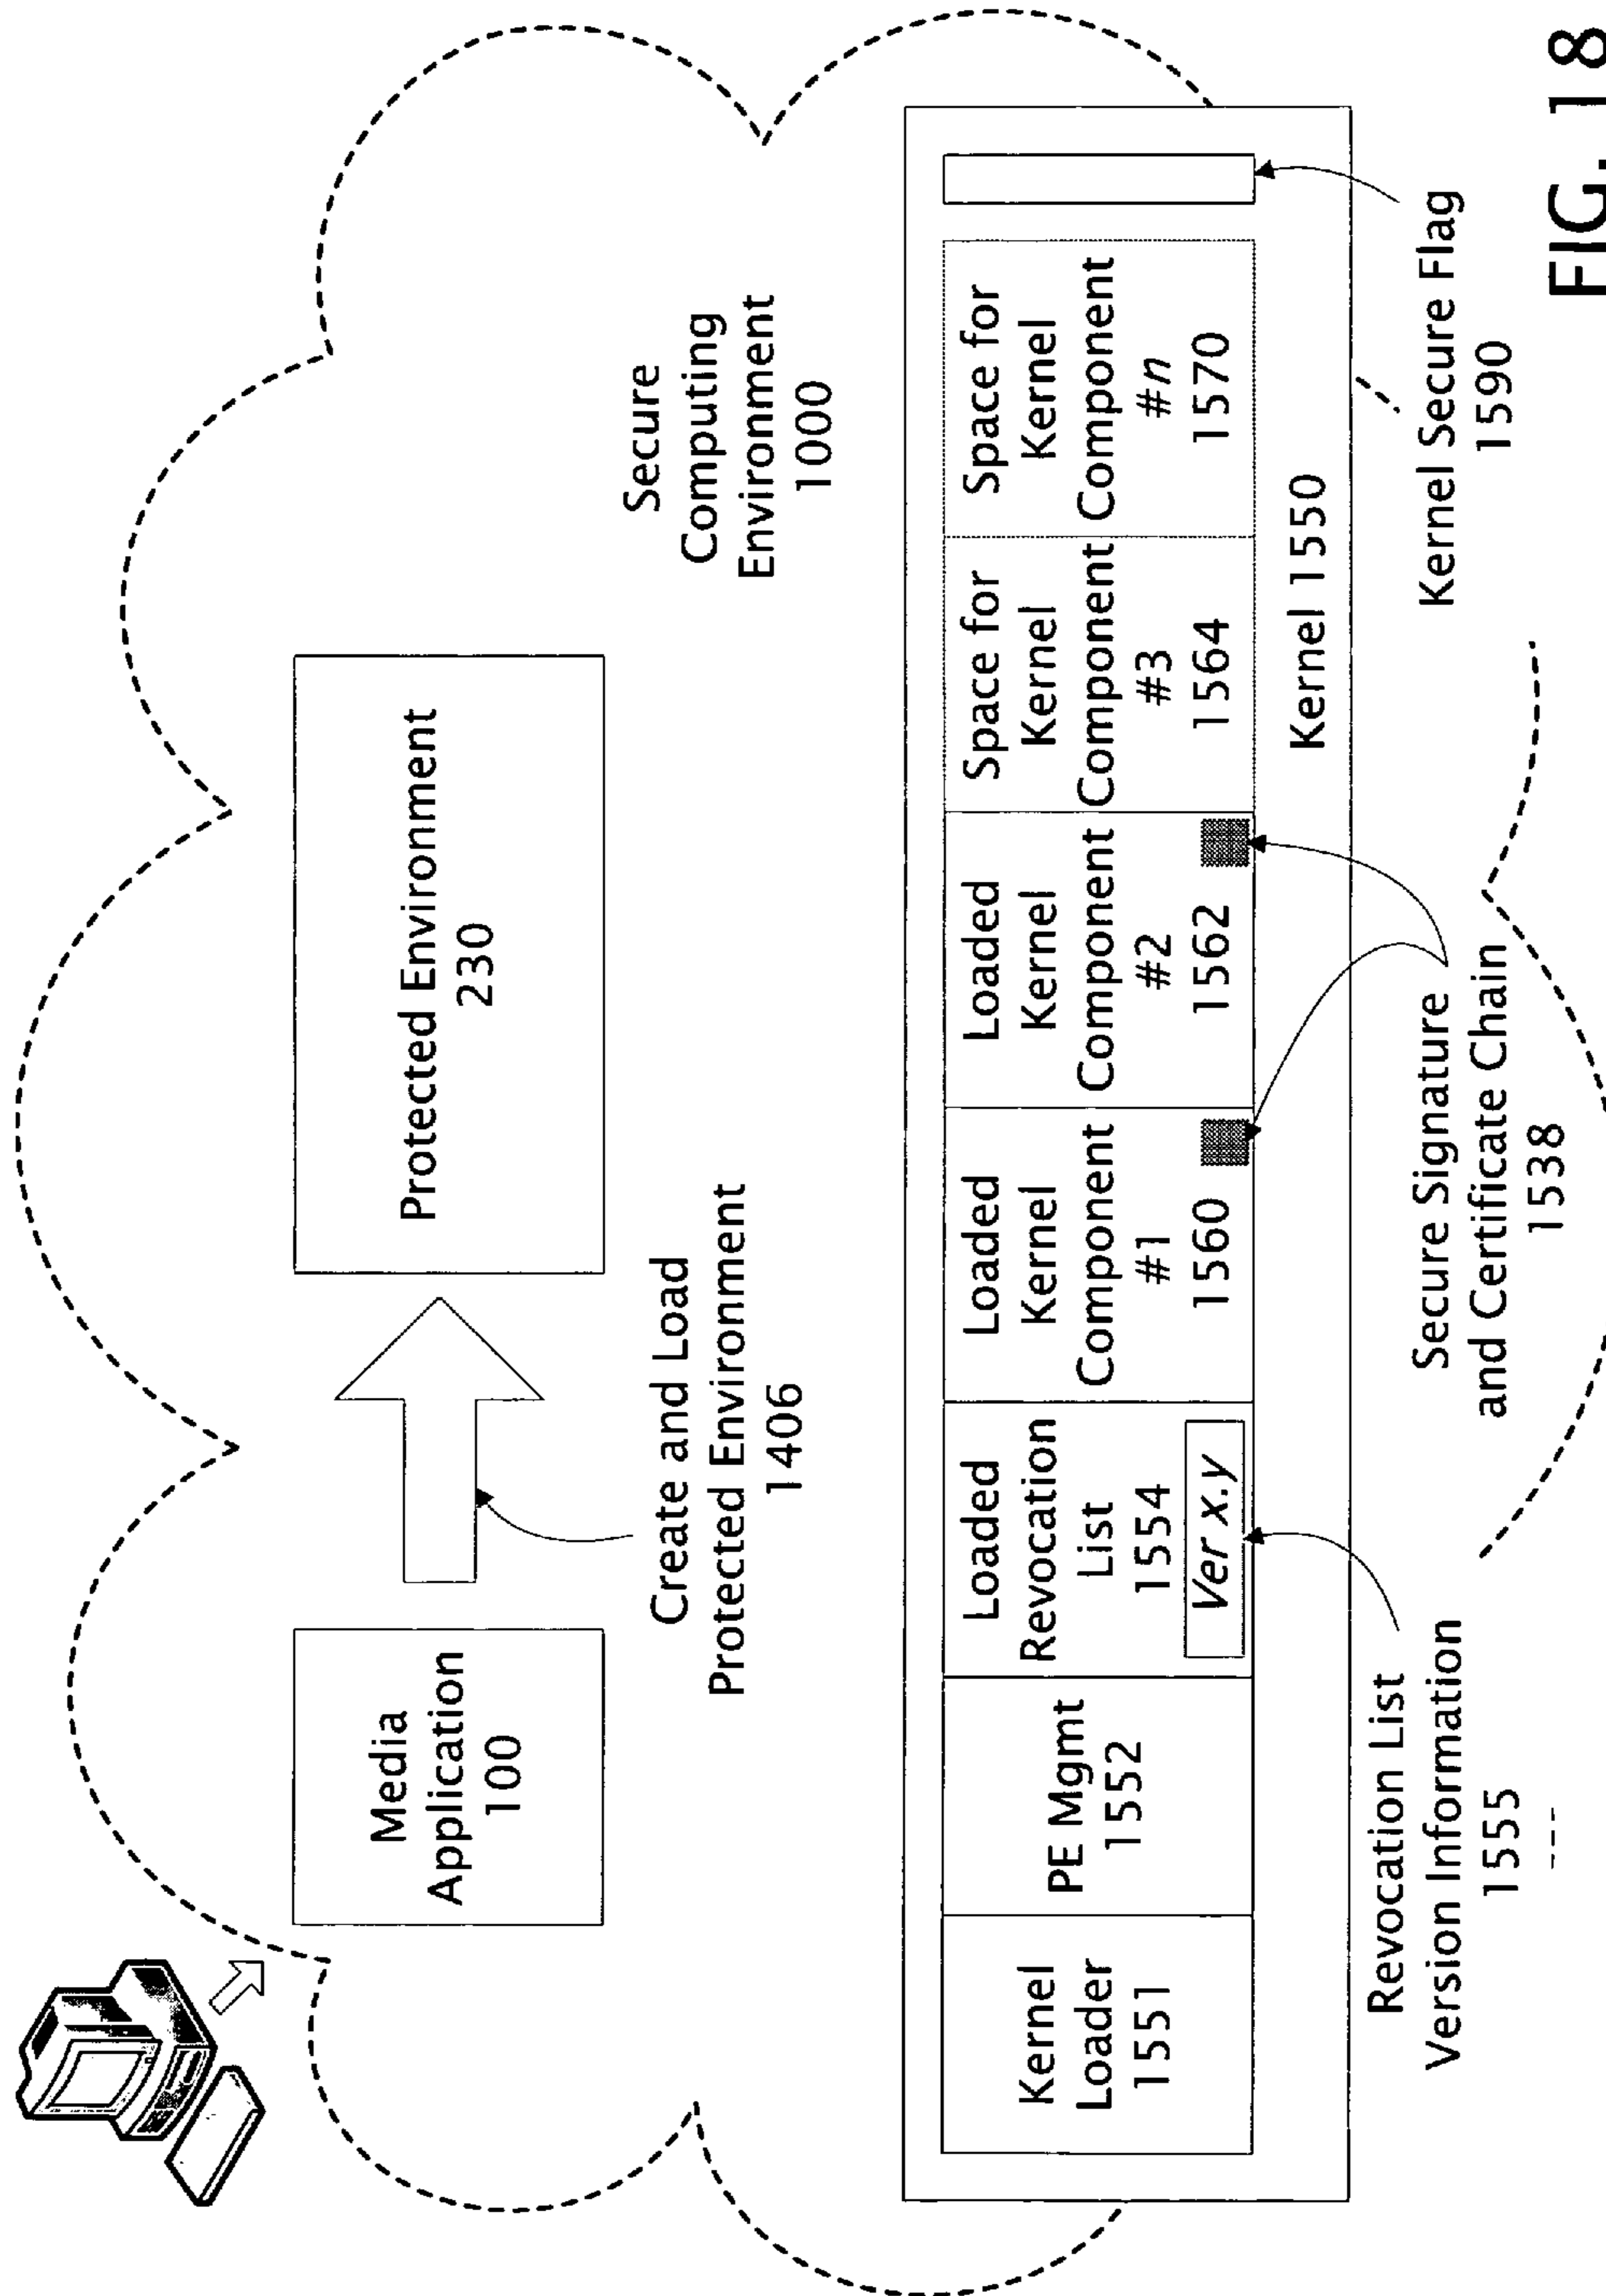 Media
Application
100
Protected Environment
230
Create and Load
Protected Environment
1406
Secure
Computing
Environment
1000
Kernel
Loader
1551
PE Mgmt
1552
Loaded
Revocation
List
1554
Ver x.y
Loaded
Kernel
Component
#1
1560
Loaded
Kernel
Component
#2
1562
Space for
Kernel
Component
#3
1564
Space for
Kernel
Component
#n
1570
Kernel 1550
Revocation List
Version Information
1555
Secure Signature
and Certificate Chain
1538
Kernel Secure Flag
1590
FIG. 18